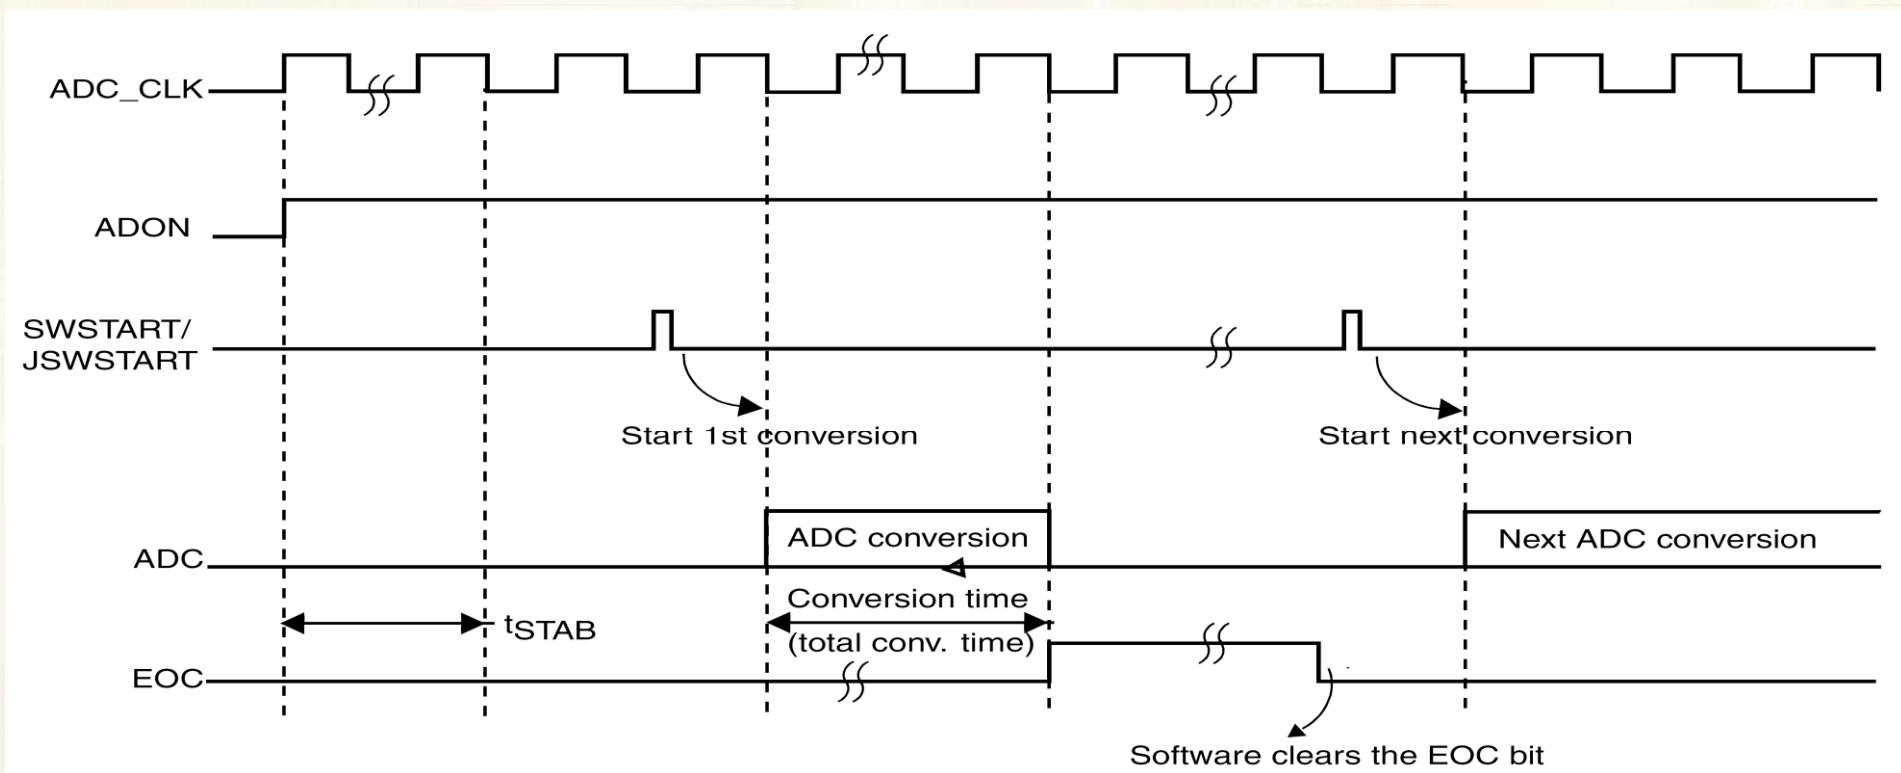 ADC_CLK
ADON
SWSTART/
JSWSTART
Start 1st conversion
Start next conversion
ADC
ADC conversion
Next ADC conversion
Conversion time
(total conv. time)
tSTAB
EOC
Software clears the EOC bit